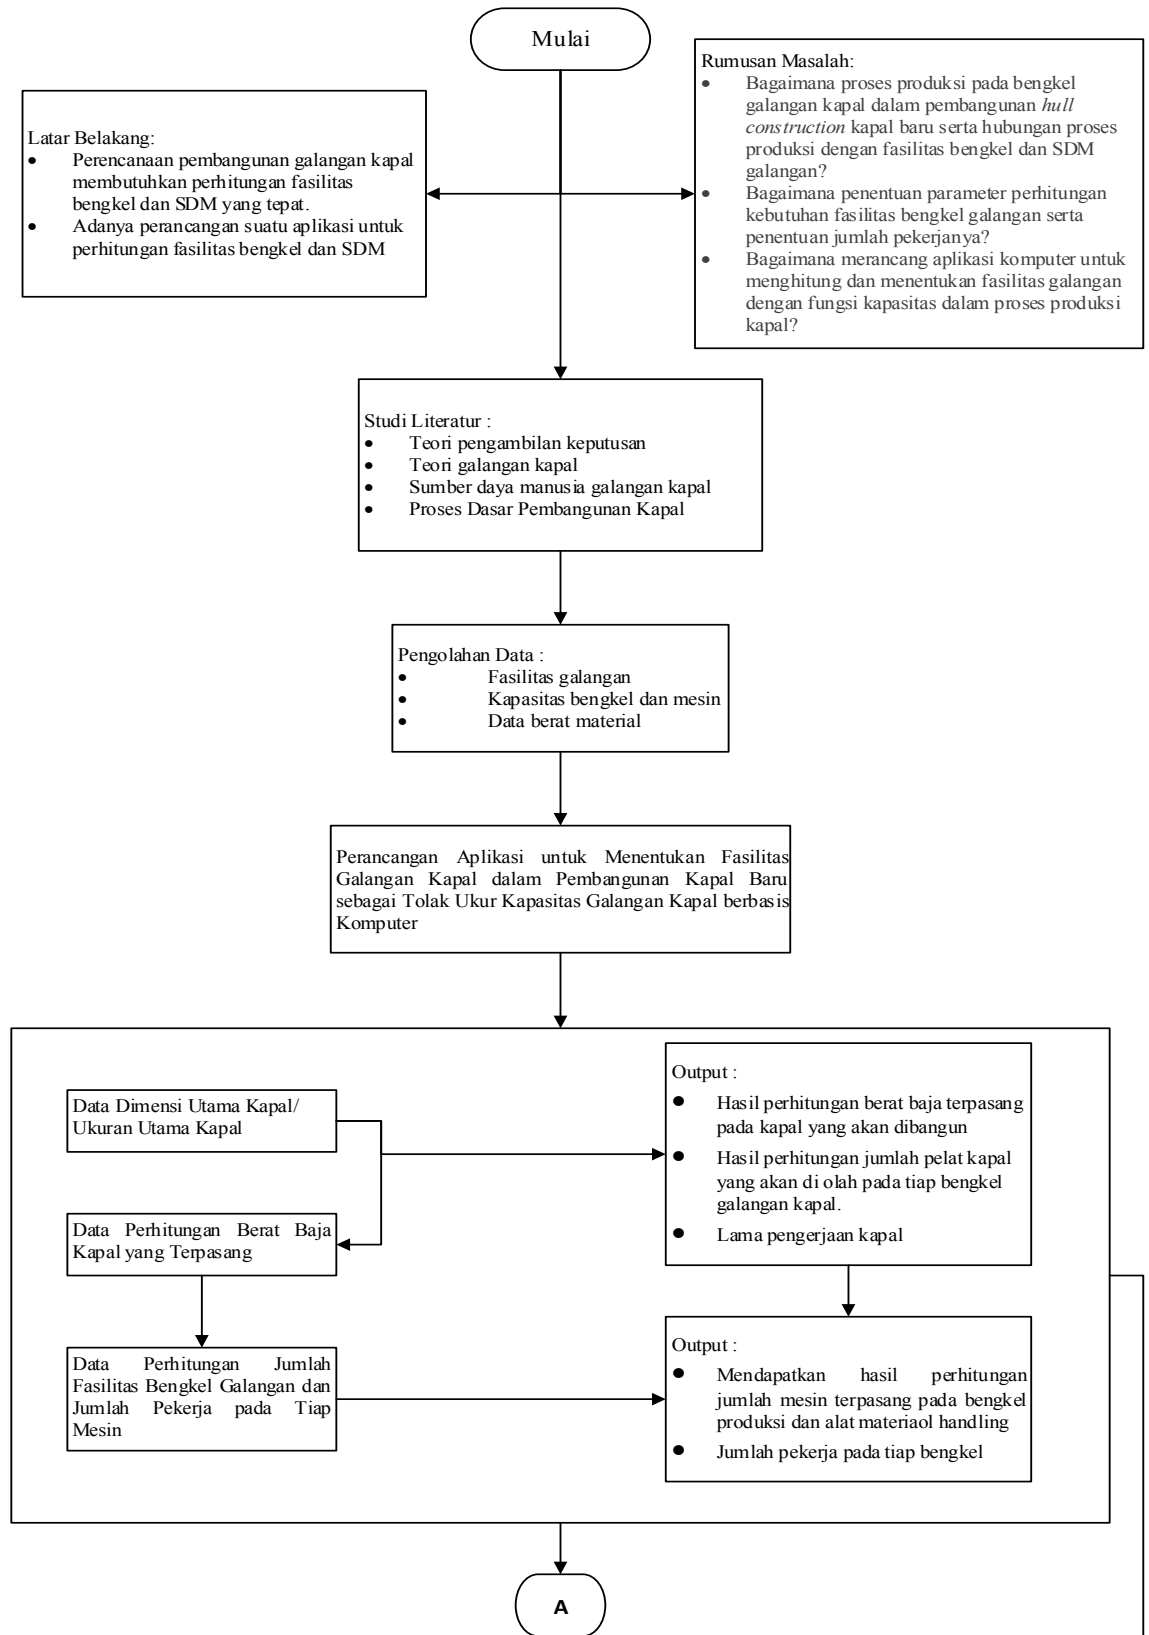 Mulai
Latar Belakang:
• Perencanaan pembangunan galangan kapal
membutuhkan perhitungan fasilitas
bengkel dan SDM yang tepat.
• Adanya perancangan suatu aplikasi untuk
perhitungan fasilitas bengkel dan SDM
Rumusan Masalah:
• Bagaimana proses produksi pada bengkel
galangan kapal dalam pembangunan hull
construction kapal baru serta hubungan proses
produksi dengan fasilitas bengkel dan SDM
galangan?
• Bagaimana penentuan parameter perhitungan
kebutuhan fasilitas bengkel galangan serta
penentuan jumlah pekerjanya?
• Bagaimana merancang aplikasi komputer untuk
menghitung dan menentukan fasilitas galangan
dengan fungsi kapasitas dalam proses produksi
kapal?
Studi Literatur :
• Teori pengambilan keputusan
• Teori galangan kapal
• Sumber daya manusia galangan kapal
• Proses Dasar Pembangunan Kapal
Pengolahan Data :
• Fasilitas galangan
• Kapasitas bengkel dan mesin
• Data berat material
Perancangan Aplikasi untuk Menentukan Fasilitas
Galangan Kapal dalam Pembangunan Kapal Baru
sebagai Tolak Ukur Kapasitas Galangan Kapal berbasis
Komputer
Data Dimensi Utama Kapal/
Ukuran Utama Kapal
Data Perhitungan Berat Baja
Kapal yang Terpasang
Data Perhitungan Jumlah
Fasilitas Bengkel Galangan dan
Jumlah Pekerja pada Tiap
Mesin
Output :
• Hasil perhitungan berat baja terpasang
pada kapal yang akan dibangun
• Hasil perhitungan jumlah pelat kapal
yang akan di olah pada tiap bengkel
galangan kapal.
• Lama pengerjaan kapal
Output :
• Mendapatkan hasil perhitungan
jumlah mesin terpasang pada bengkel
produksi dan alat materiaol handling
• Jumlah pekerja pada tiap bengkel
A